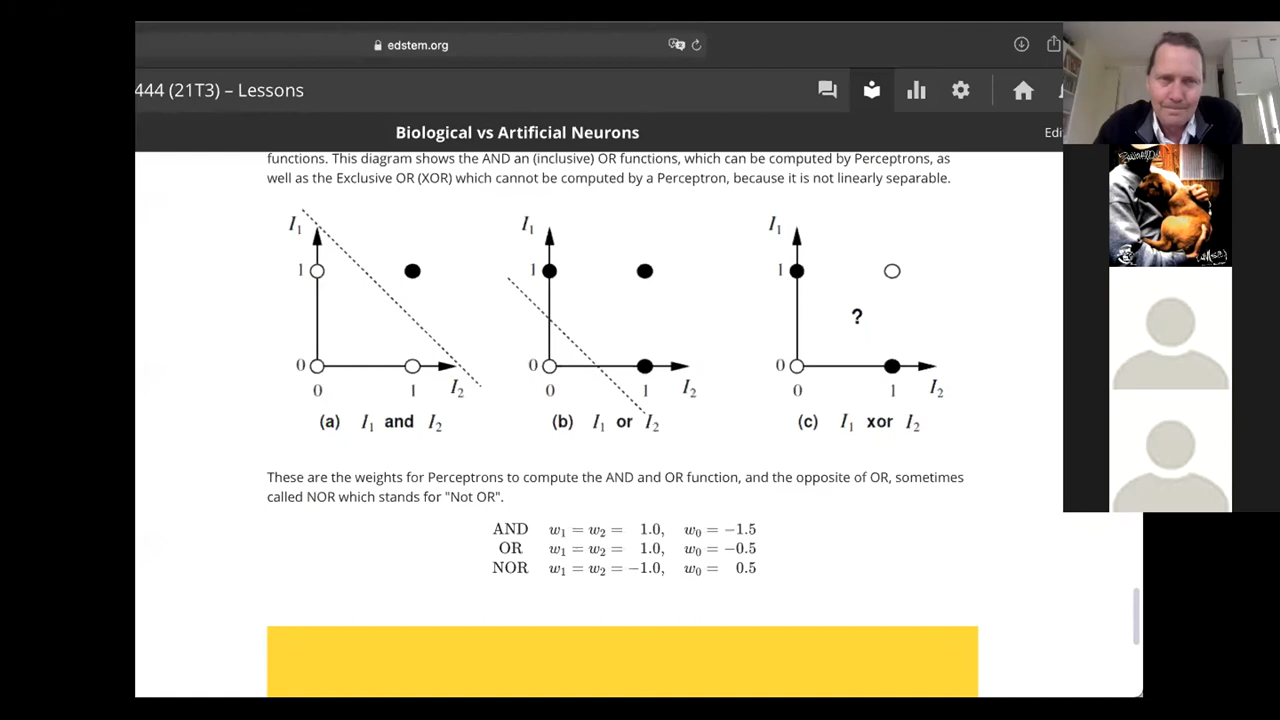 edstem.org
444 (21T3) – Lessons
Biological vs Artificial Neurons
Edi
functions. This diagram shows the AND an (inclusive) OR functions, which can be computed by Perceptrons, as
well as the Exclusive OR (XOR) which cannot be computed by a Perceptron, because it is not linearly separable.
I₁
1
0
0
1
I₂
(a) I₁ and I₂
I₁
1
0
0
1
I₂
(b) I₁ or I₂
I₁
1
?
0
0
1
I₂
(c) I₁ xor I₂
These are the weights for Perceptrons to compute the AND and OR function, and the opposite of OR, sometimes
called NOR which stands for "Not OR".
AND w₁ = w₂ = 1.0, w₀ = −1.5
OR w₁ = w₂ = 1.0, w₀ = −0.5
NOR w₁ = w₂ = −1.0, w₀ = 0.5